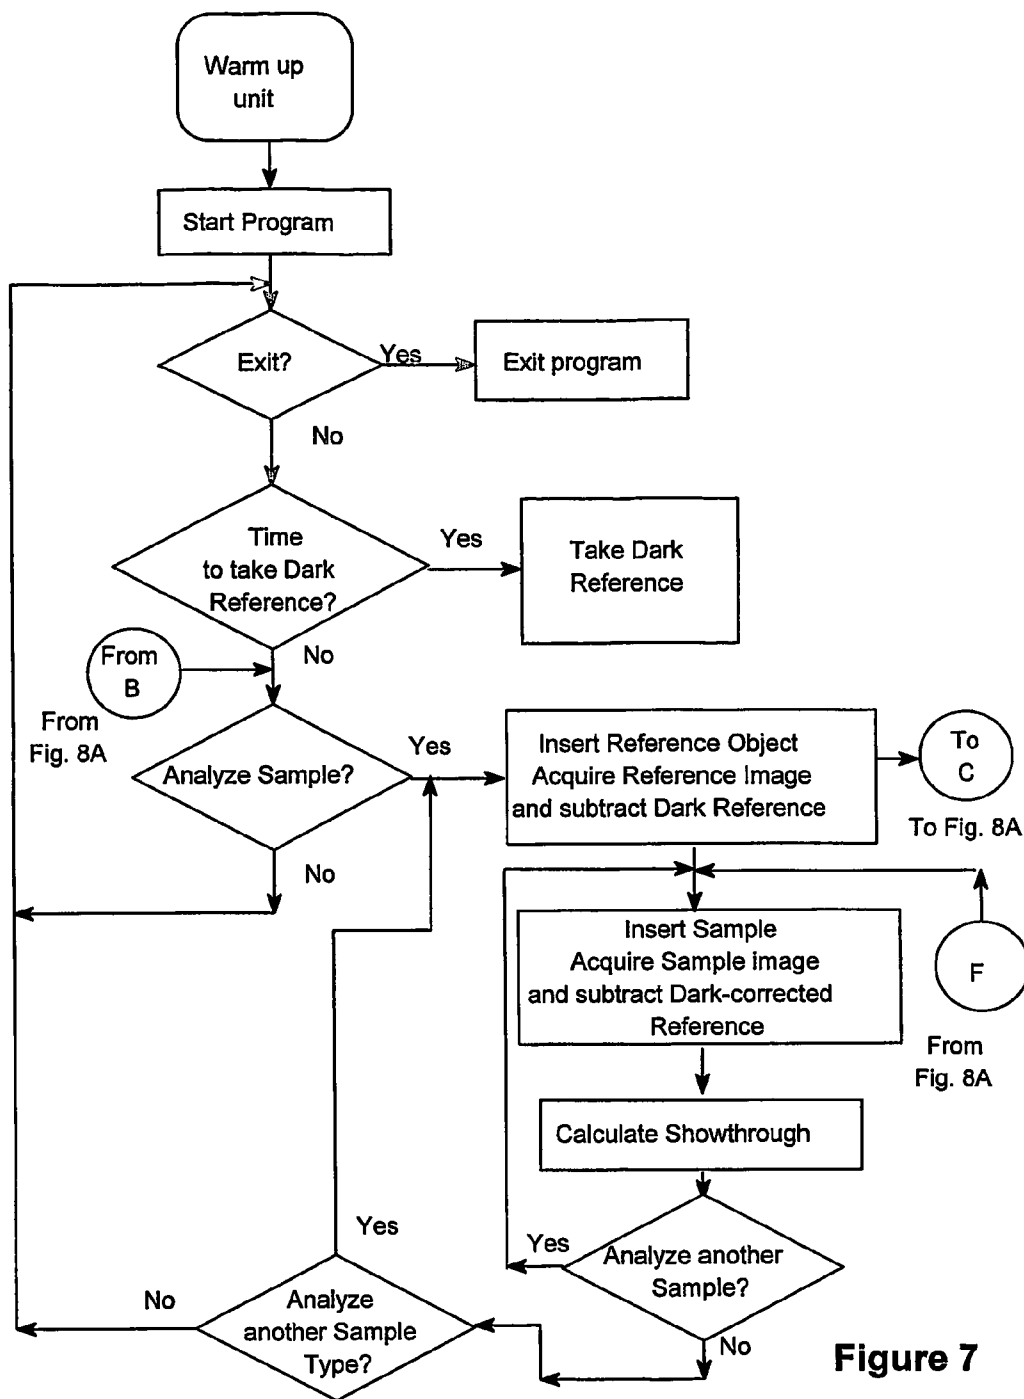 Warm up
unit
Start Program
Exit?
Yes
Exit program
No
Time
to take Dark
Reference?
Yes
Take Dark
Reference
No
From
B
From
Fig. 8A
Analyze Sample?
Yes
Insert Reference Object
Acquire Reference Image
and subtract Dark Reference
To
C
To Fig. 8A
No
Insert Sample
Acquire Sample image
and subtract Dark-corrected
Reference
F
From
Fig. 8A
Calculate Showthrough
Yes
Analyze another
Sample?
No
Yes
No
Analyze
another Sample
Type?
Figure 7